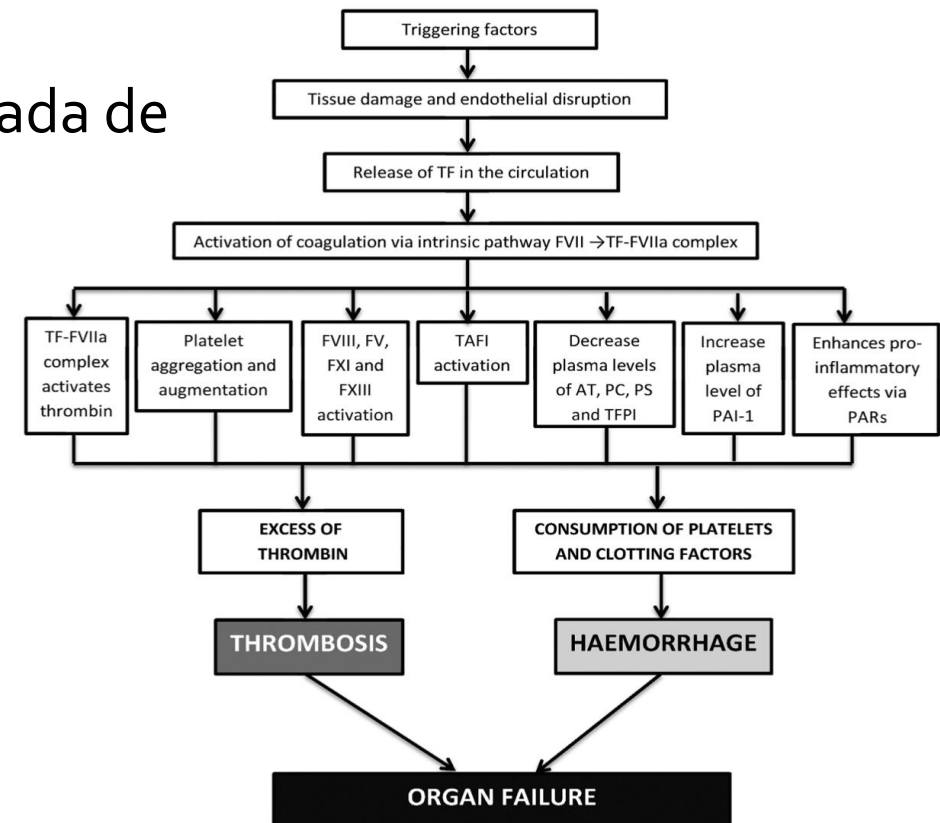 ada de
Triggering factors
Tissue damage and endothelial disruption
Release of TF in the circulation
Activation of coagulation via intrinsic pathway FVII →TF-FVIIa complex
TF-FVIIa
complex
activates
thrombin
Platelet
aggregation and
augmentation
FVIII, FV,
FXI and
FXIII
activation
TAFI
activation
Decrease
plasma levels
of AT, PC, PS
and TFPI
Increase
plasma
level of
PAI-1
Enhances pro-
inflammatory
effects via
PARs
EXCESS OF
THROMBIN
CONSUMPTION OF PLATELETS
AND CLOTTING FACTORS
THROMBOSIS
HAEMORRHAGE
ORGAN FAILURE